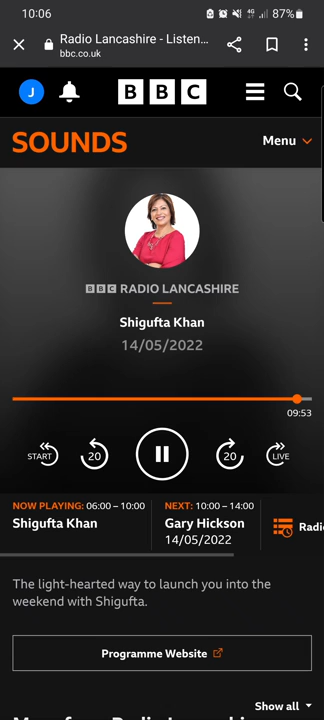 10:06
87%
Radio Lancashire - Listen...
bbc.co.uk
J
BBC
SOUNDS
Menu
BBC RADIO LANCASHIRE
Shigufta Khan
14/05/2022
09:53
START
20
20
LIVE
NOW PLAYING: 06:00 – 10:00
Shigufta Khan
NEXT: 10:00 – 14:00
Gary Hickson
14/05/2022
Radi
The light-hearted way to launch you into the
weekend with Shigufta.
Programme Website
Show all